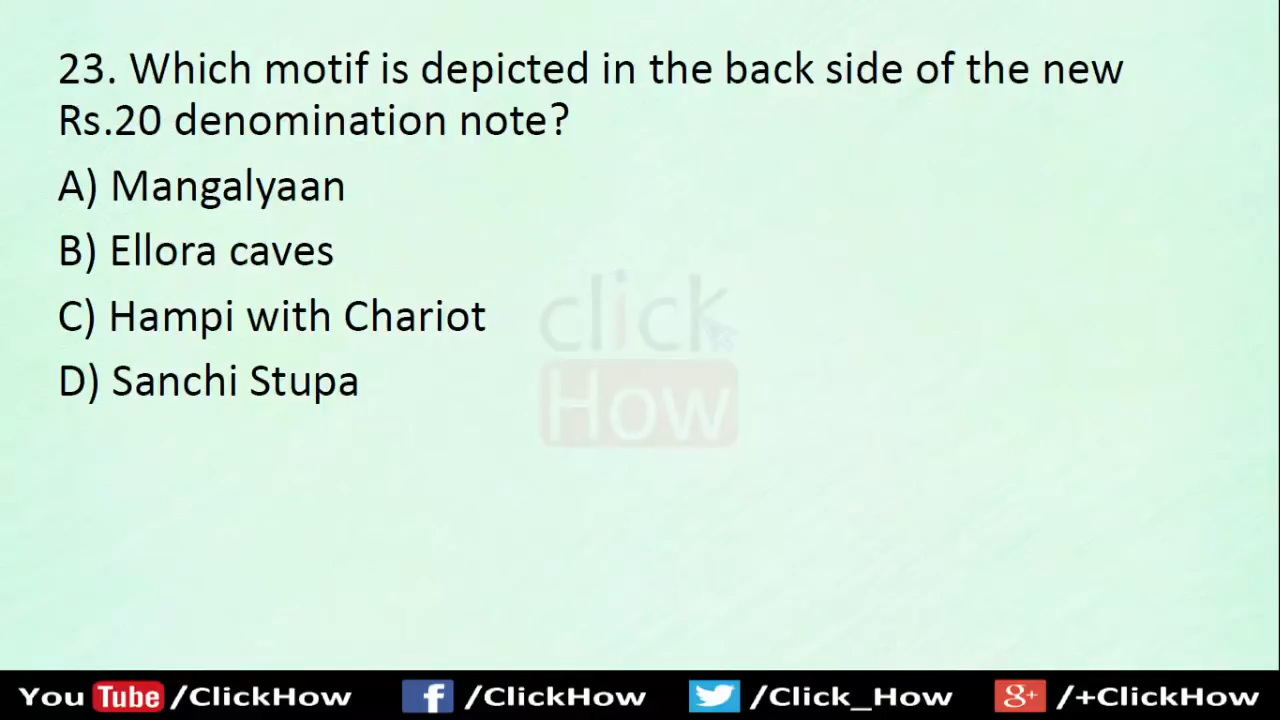 23. Which motif is depicted in the back side of the new
Rs.20 denomination note?
A) Mangalyaan
B) Ellora caves
C) Hampi with Chariot
D) Sanchi Stupa
click
How
You Tube /ClickHow f /ClickHow /Click_How g+ /+ClickHow